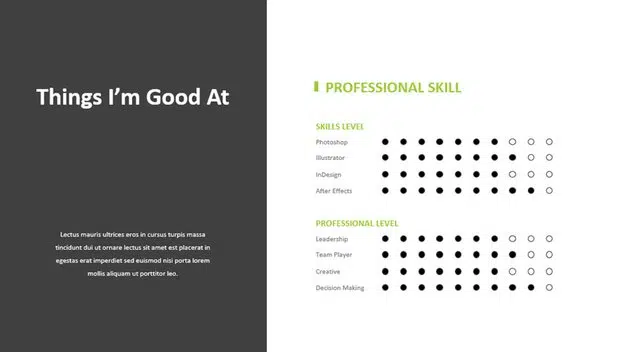 Things I'm Good At
Lectus mauris ultrices eros in cursus turpis massa
tincidunt dui ut ornare lectus sit amet est placerat in
egestas erat imperdiet sed euismod nisi porta lorem
mollis aliquam ut porttitor leo.
PROFESSIONAL SKILL
SKILLS LEVEL
Photoshop
Illustrator
InDesign
After Effects
PROFESSIONAL LEVEL
Leadership
Team Player
Creative
Decision Making